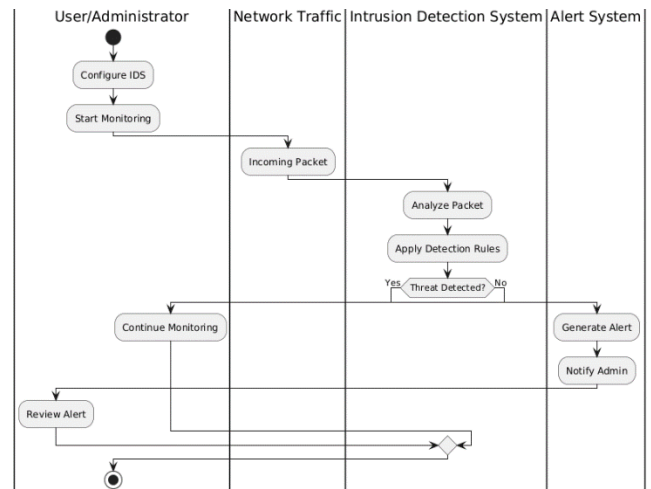 User/Administrator
Network Traffic
Intrusion Detection System
Alert System
Configure IDS
Start Monitoring
Incoming Packet
Analyze Packet
Apply Detection Rules
Yes
Threat Detected?
No
Continue Monitoring
Generate Alert
Notify Admin
Review Alert